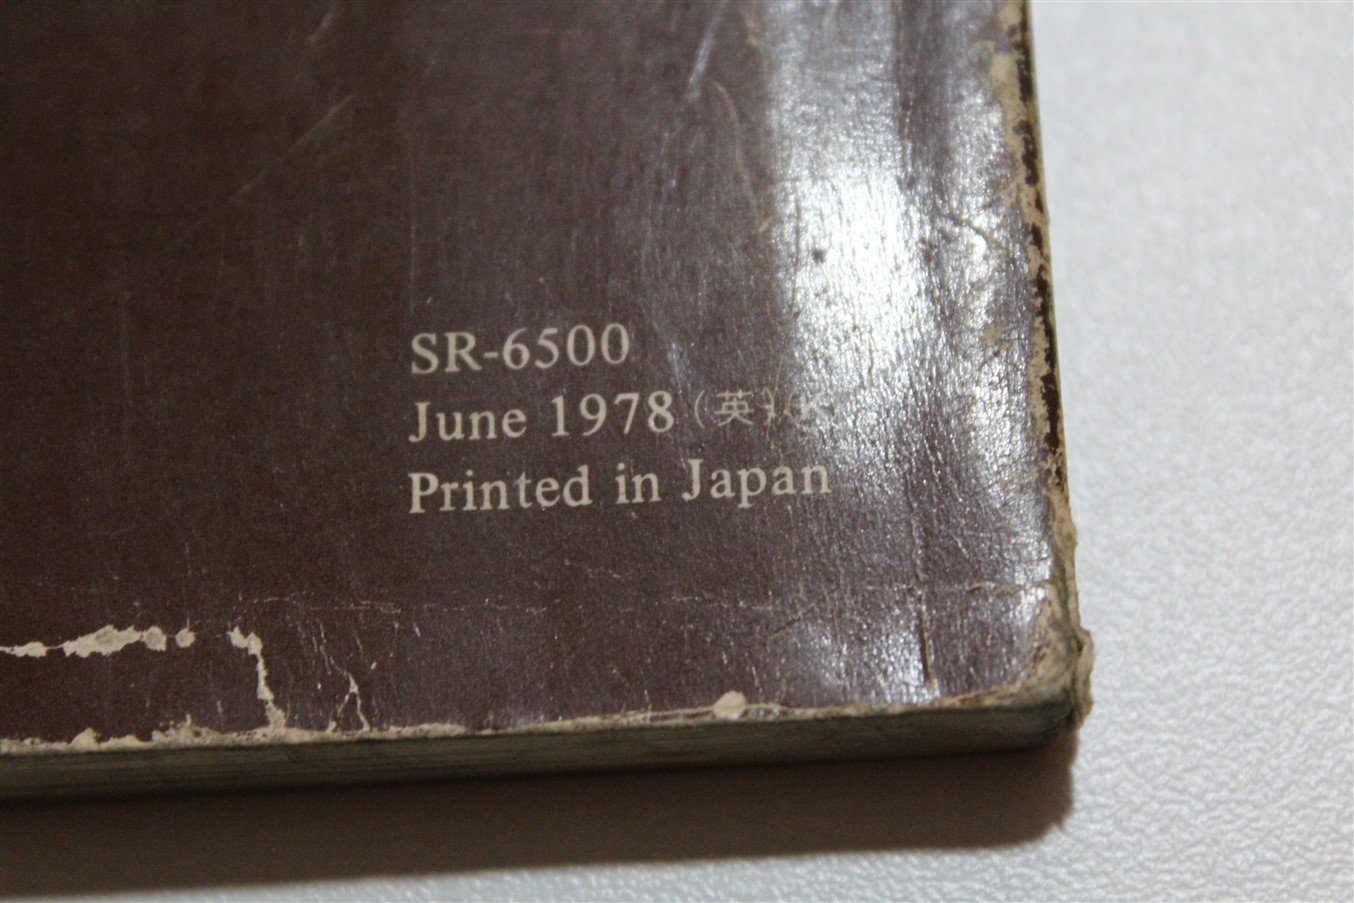 SR-6500
June 1978 (英) K
Printed in Japan